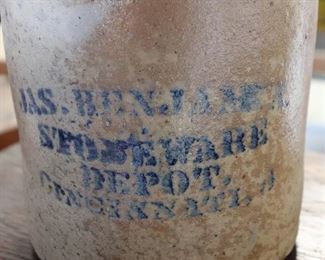 JAS. BENJAMIN
STONEWARE
DEPOT.
CINCINNATI, O